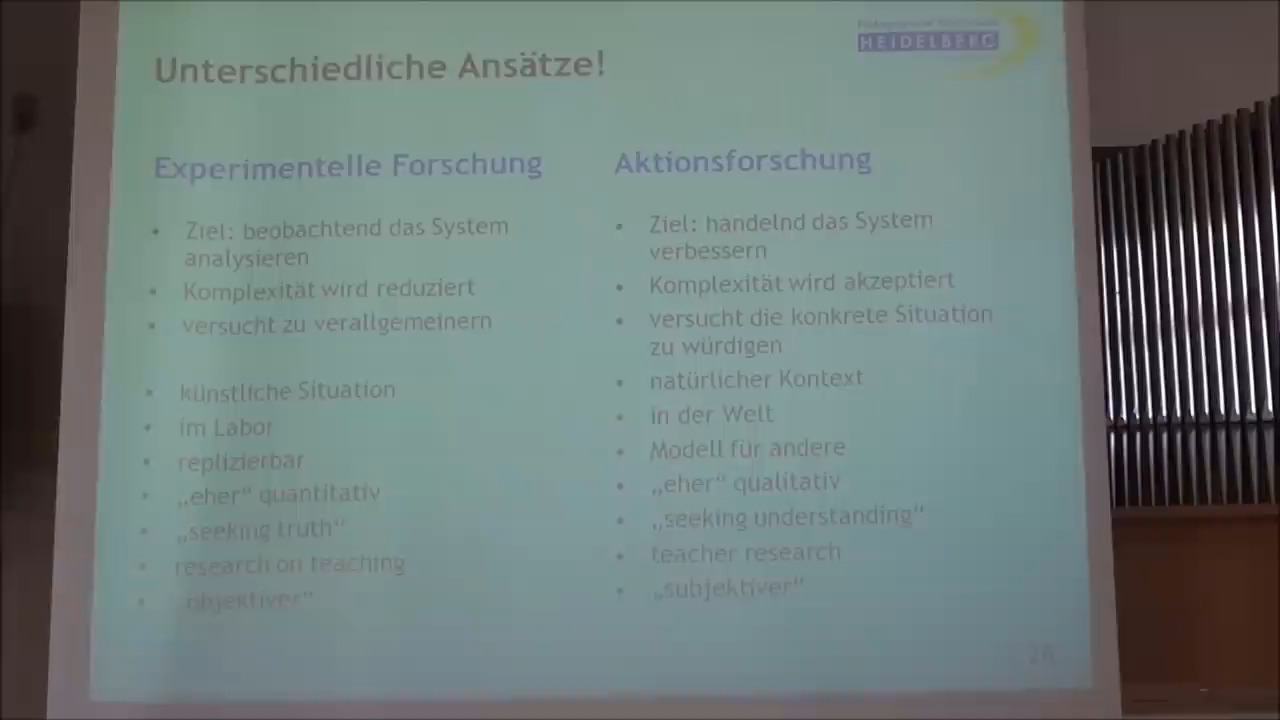 HEIDELBERG
Unterschiedliche Ansätze!
Experimentelle Forschung
• Ziel: beobachtend das System
analysieren
• Komplexität wird reduziert
• versucht zu verallgemeinern
• künstliche Situation
• im Labor
• replizierbar
• „eher“ quantitativ
• „seeking truth“
• research on teaching
• „objektiver“
Aktionsforschung
• Ziel: handelnd das System
verbessern
• Komplexität wird akzeptiert
• versucht die konkrete Situation
zu würdigen
• natürlicher Kontext
• in der Welt
• Modell für andere
• „eher“ qualitativ
• „seeking understanding“
• teacher research
• „subjektiver“